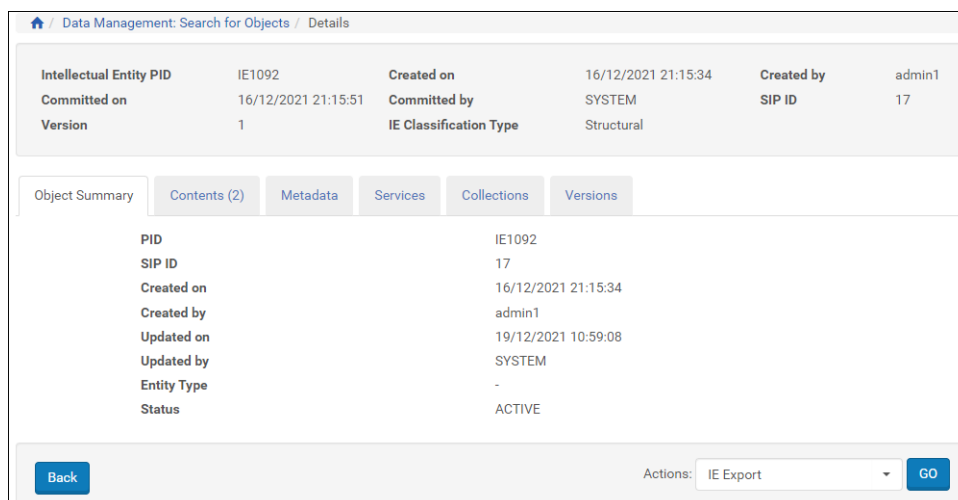 / Data Management: Search for Objects / Details
Intellectual Entity PID IE1092 Created on 16/12/2021 21:15:34 Created by admin1
Committed on 16/12/2021 21:15:51 Committed by SYSTEM SIP ID 17
Version 1 IE Classification Type Structural
Object Summary Contents (2) Metadata Services Collections Versions
PID IE1092
SIP ID 17
Created on 16/12/2021 21:15:34
Created by admin1
Updated on 19/12/2021 10:59:08
Updated by SYSTEM
Entity Type -
Status ACTIVE
Back Actions: IE Export GO